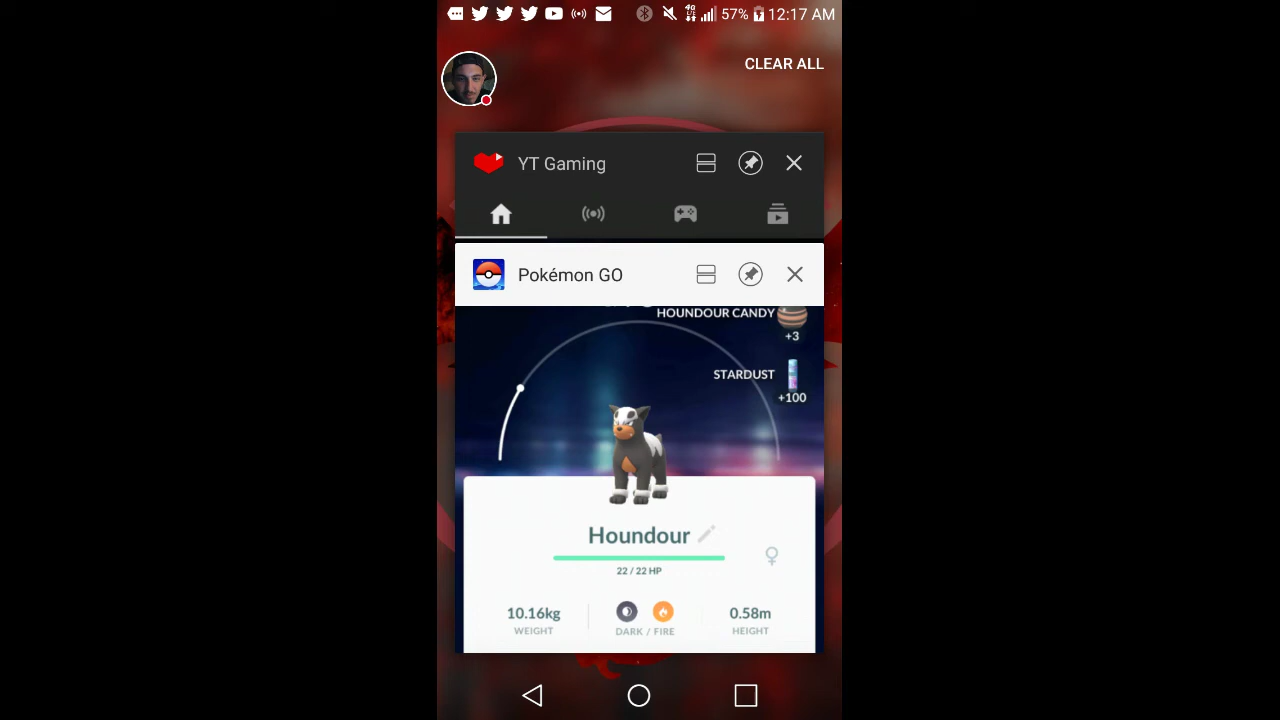 57% 12:17 AM
CLEAR ALL
YT Gaming
Pokémon GO
HOUNDOUR CANDY
+3
STARDUST
+100
Houndour
22 / 22 HP
10.16kg
WEIGHT
DARK / FIRE
0.58m
HEIGHT